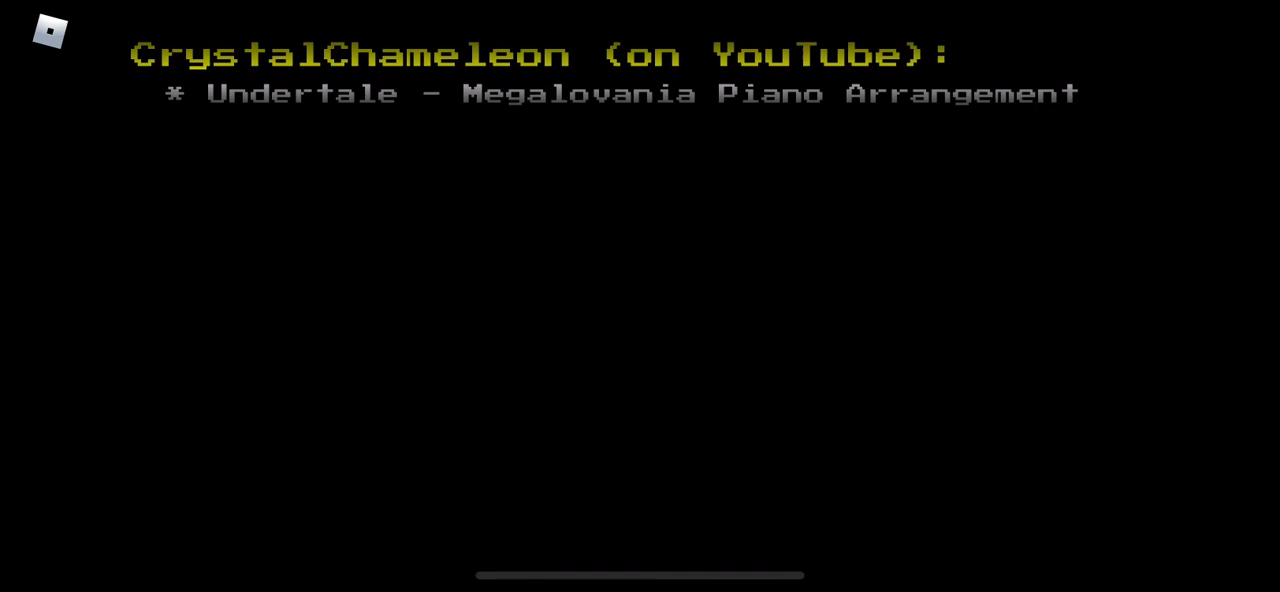 CrystalChameleon (on YouTube):
* Undertale - Megalovania Piano Arrangement